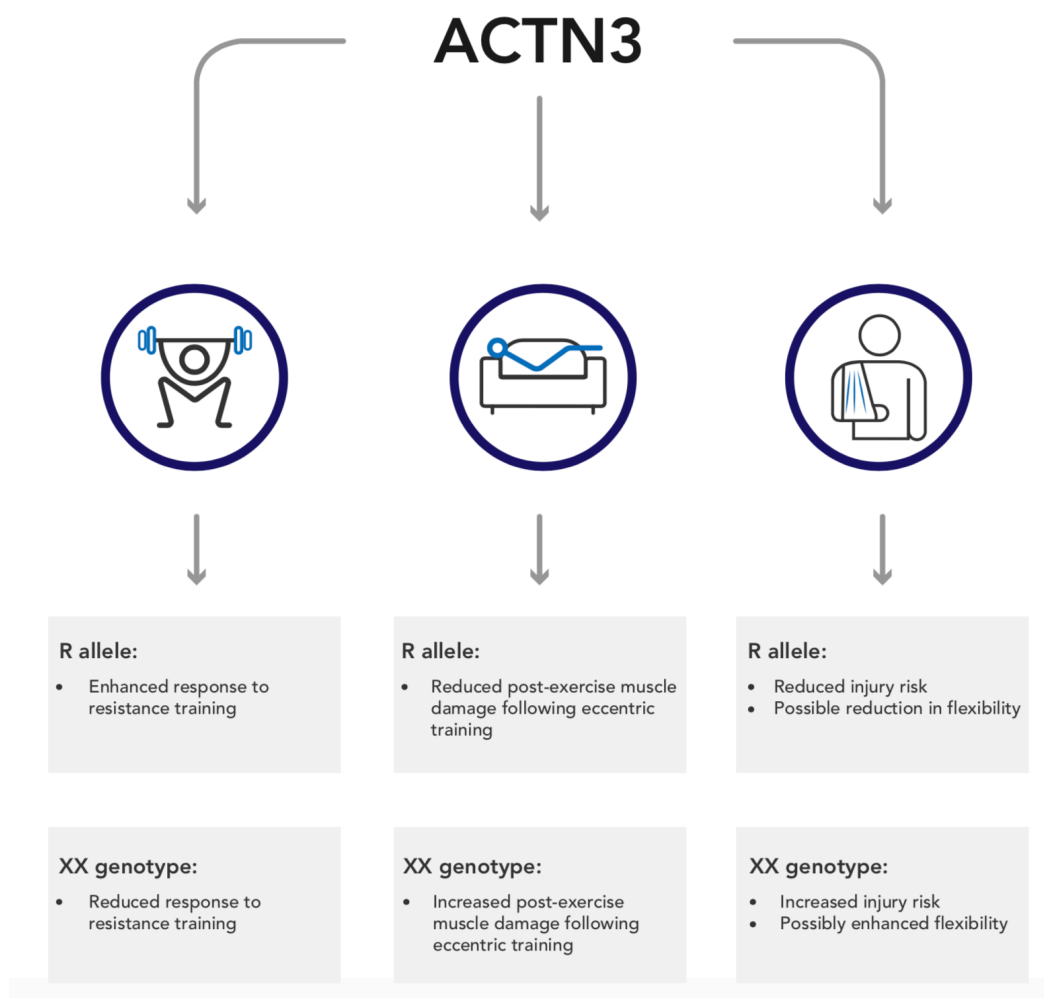 ACTN3
R allele:
• Enhanced response to
resistance training
R allele:
• Reduced post-exercise muscle
damage following eccentric
training
R allele:
• Reduced injury risk
• Possible reduction in flexibility
XX genotype:
• Reduced response to
resistance training
XX genotype:
• Increased post-exercise
muscle damage following
eccentric training
XX genotype:
• Increased injury risk
• Possibly enhanced flexibility